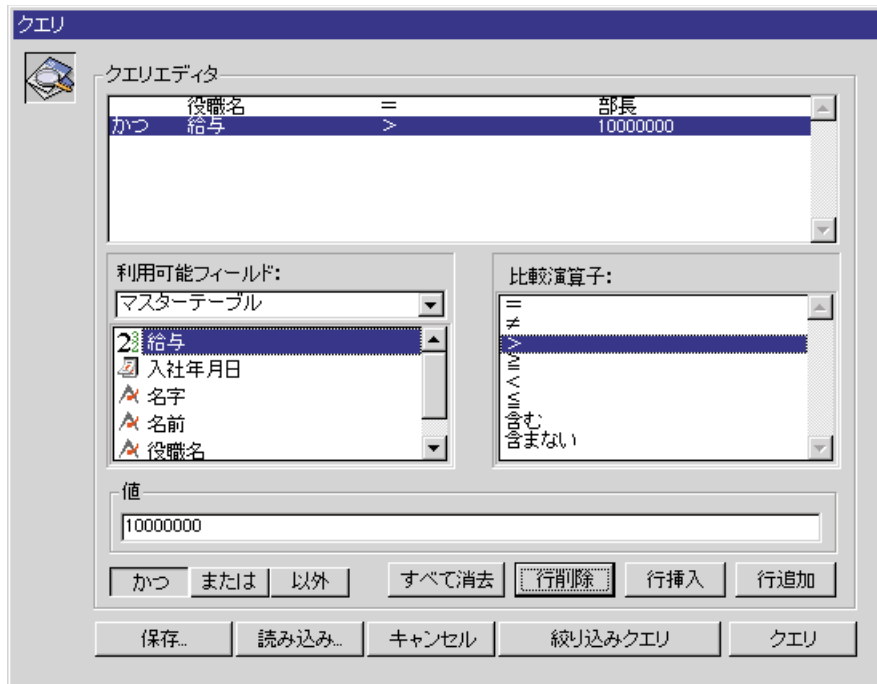 クエリ
クエリエディタ
役職名 = 部長
かつ 給与 > 10000000
利用可能フィールド:
マスターテーブル
給与
入社年月日
名字
名前
役職名
比較演算子:
=
≠
>
≧
<
≦
含む
含まない
値
10000000
かつ または 以外 すべて消去 行削除 行挿入 行追加
保存... 読み込み... キャンセル 絞り込みクエリ クエリ